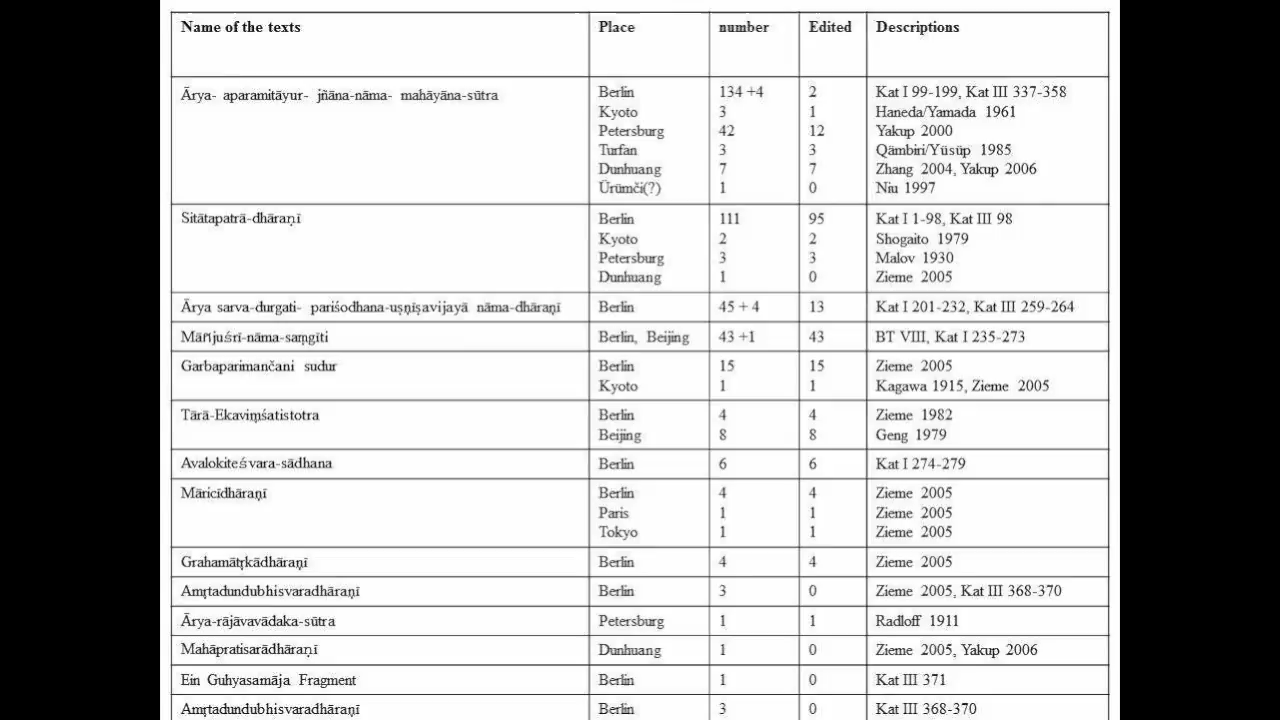 Name of the texts Place number Edited Descriptions
Ārya- aparamitāyur- jñāna-nāma- mahāyāna-sūtra Berlin 134 +4 2 Kat I 99-199, Kat III 337-358
Kyoto 3 1 Haneda/Yamada 1961
Petersburg 42 12 Yakup 2000
Turfan 3 3 Qämbiri/Yüsüp 1985
Dunhuang 7 7 Zhang 2004, Yakup 2006
Ürümči(?) 1 0 Niu 1997
Sitātapatrā-dhāraṇī Berlin 111 95 Kat I 1-98, Kat III 98
Kyoto 2 2 Shogaito 1979
Petersburg 3 3 Malov 1930
Dunhuang 1 0 Zieme 2005
Ārya sarva-durgati- pariśodhana-uṣṇīṣavijayā nāma-dhāraṇī Berlin 45 + 4 13 Kat I 201-232, Kat III 259-264
Mañjuśrī-nāma-saṃgīti Berlin, Beijing 43 +1 43 BT VIII, Kat I 235-273
Garbaparimančani sudur Berlin 15 15 Zieme 2005
Kyoto 1 1 Kagawa 1915, Zieme 2005
Tārā-Ekaviṃśatistotra Berlin 4 4 Zieme 1982
Beijing 8 8 Geng 1979
Avalokiteśvara-sādhana Berlin 6 6 Kat I 274-279
Māricīdhāraṇī Berlin 4 4 Zieme 2005
Paris 1 1 Zieme 2005
Tokyo 1 1 Zieme 2005
Grahamātṛkādhāraṇī Berlin 4 4 Zieme 2005
Amṛtadundubhisvaradhāraṇī Berlin 3 0 Zieme 2005, Kat III 368-370
Ārya-rājāvavādaka-sūtra Petersburg 1 1 Radloff 1911
Mahāpratisarādhāraṇī Dunhuang 1 0 Zieme 2005, Yakup 2006
Ein Guhyasamāja Fragment Berlin 1 0 Kat III 371
Amṛtadundubhisvaradhāraṇī Berlin 3 0 Kat III 368-370